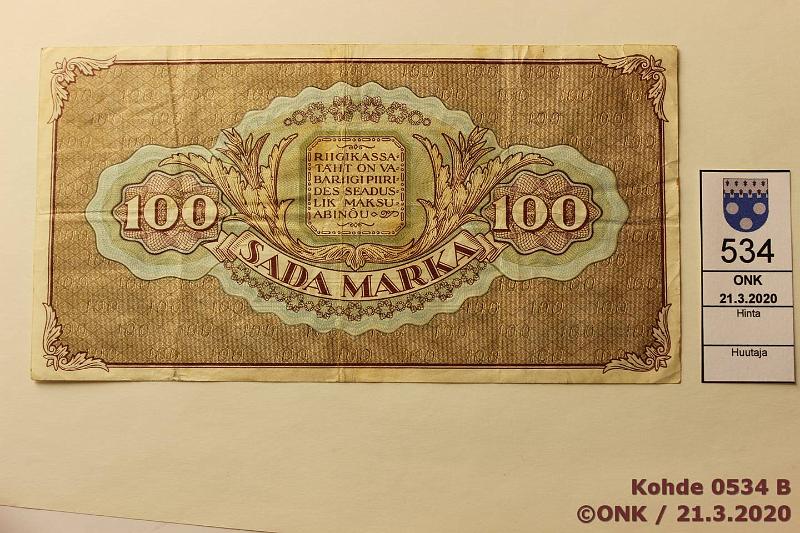 RIIGIKASSA-
TÄHT ON VA-
BARIIGI PIIRI-
DES SEADUS-
LIK MAKSU-
ABINÕU
100
100
SADA MARKA
534
ONK
21.3.2020
Hinta
Huutaja
Kohde 0534 B
©ONK / 21.3.2020